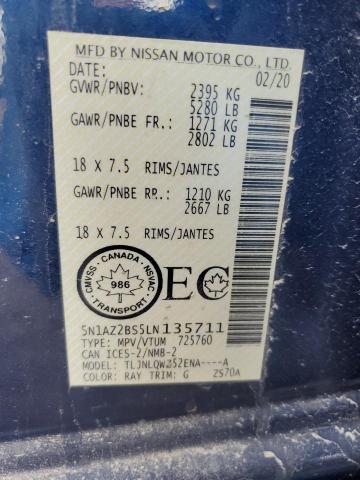 MFD BY NISSAN MOTOR CO., LTD.
DATE: 02/20
GVWR/PNBV: 2395 KG
5280 LB
GAWR/PNBE FR.: 1271 KG
2802 LB
18 x 7.5 RIMS/JANTES
GAWR/PNBE RR.: 1210 KG
2667 LB
18 x 7.5 RIMS/JANTES
CANADA
CMVSS NSVAC
986
TRANSPORT
EC
5N1AZ2BS5LN135711
TYPE: MPV/VTUM 725760
CAN ICES-2/NMB-2
MODEL: ----A
COLOR: RAY TRIM: G 2570A